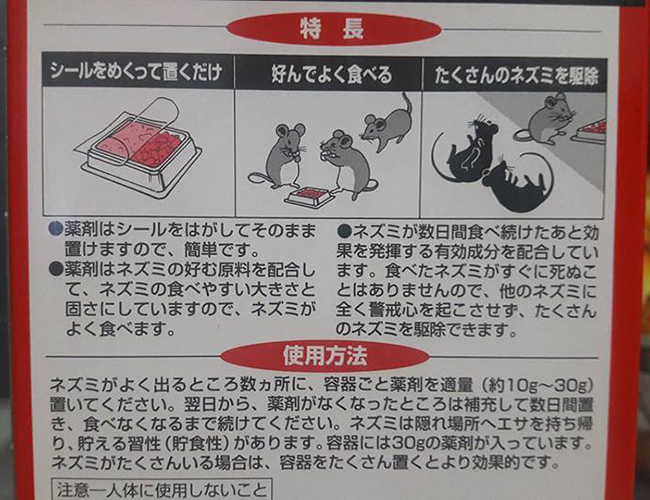 特長
シールをめくって置くだけ
好んでよく食べる
たくさんのネズミを駆除
●薬剤はシールをはがしてそのまま
置けますので、簡単です。
●薬剤はネズミの好む原料を配合し
て、ネズミの食べやすい大きさと
固さにしていますので、ネズミが
よく食べます。
●ネズミが数日間食べ続けたあと効
果を発揮する有効成分を配合してい
ます。食べたネズミがすぐに死ぬこ
とはありませんので、他のネズミに
全く警戒心を起こさせず、たくさん
のネズミを駆除できます。
使用方法
ネズミがよく出るところ数ヵ所に、容器ごと薬剤を適量（約10g～30g）
置いてください。翌日から、薬剤がなくなったところは補充して数日間置
き、食べなくなるまで続けてください。ネズミは隠れ場所へエサを持ち帰
り、貯える習性（貯食性）があります。容器には30gの薬剤が入っています。
ネズミがたくさんいる場合は、容器をたくさん置くとより効果的です。
注意－人体に使用しないこと